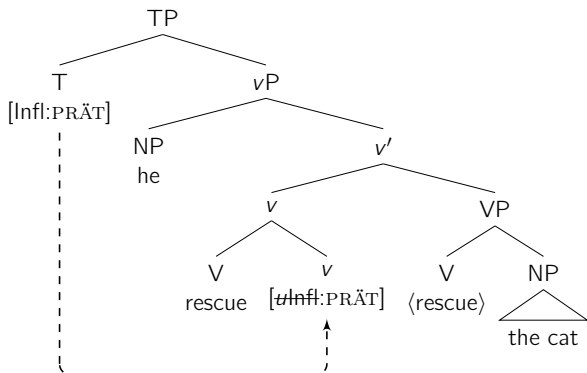 TP
T vP
[Infl:PRÄT]
NP v′
he
v VP
V v V NP
rescue [uInfl:PRÄT] ⟨rescue⟩
the cat